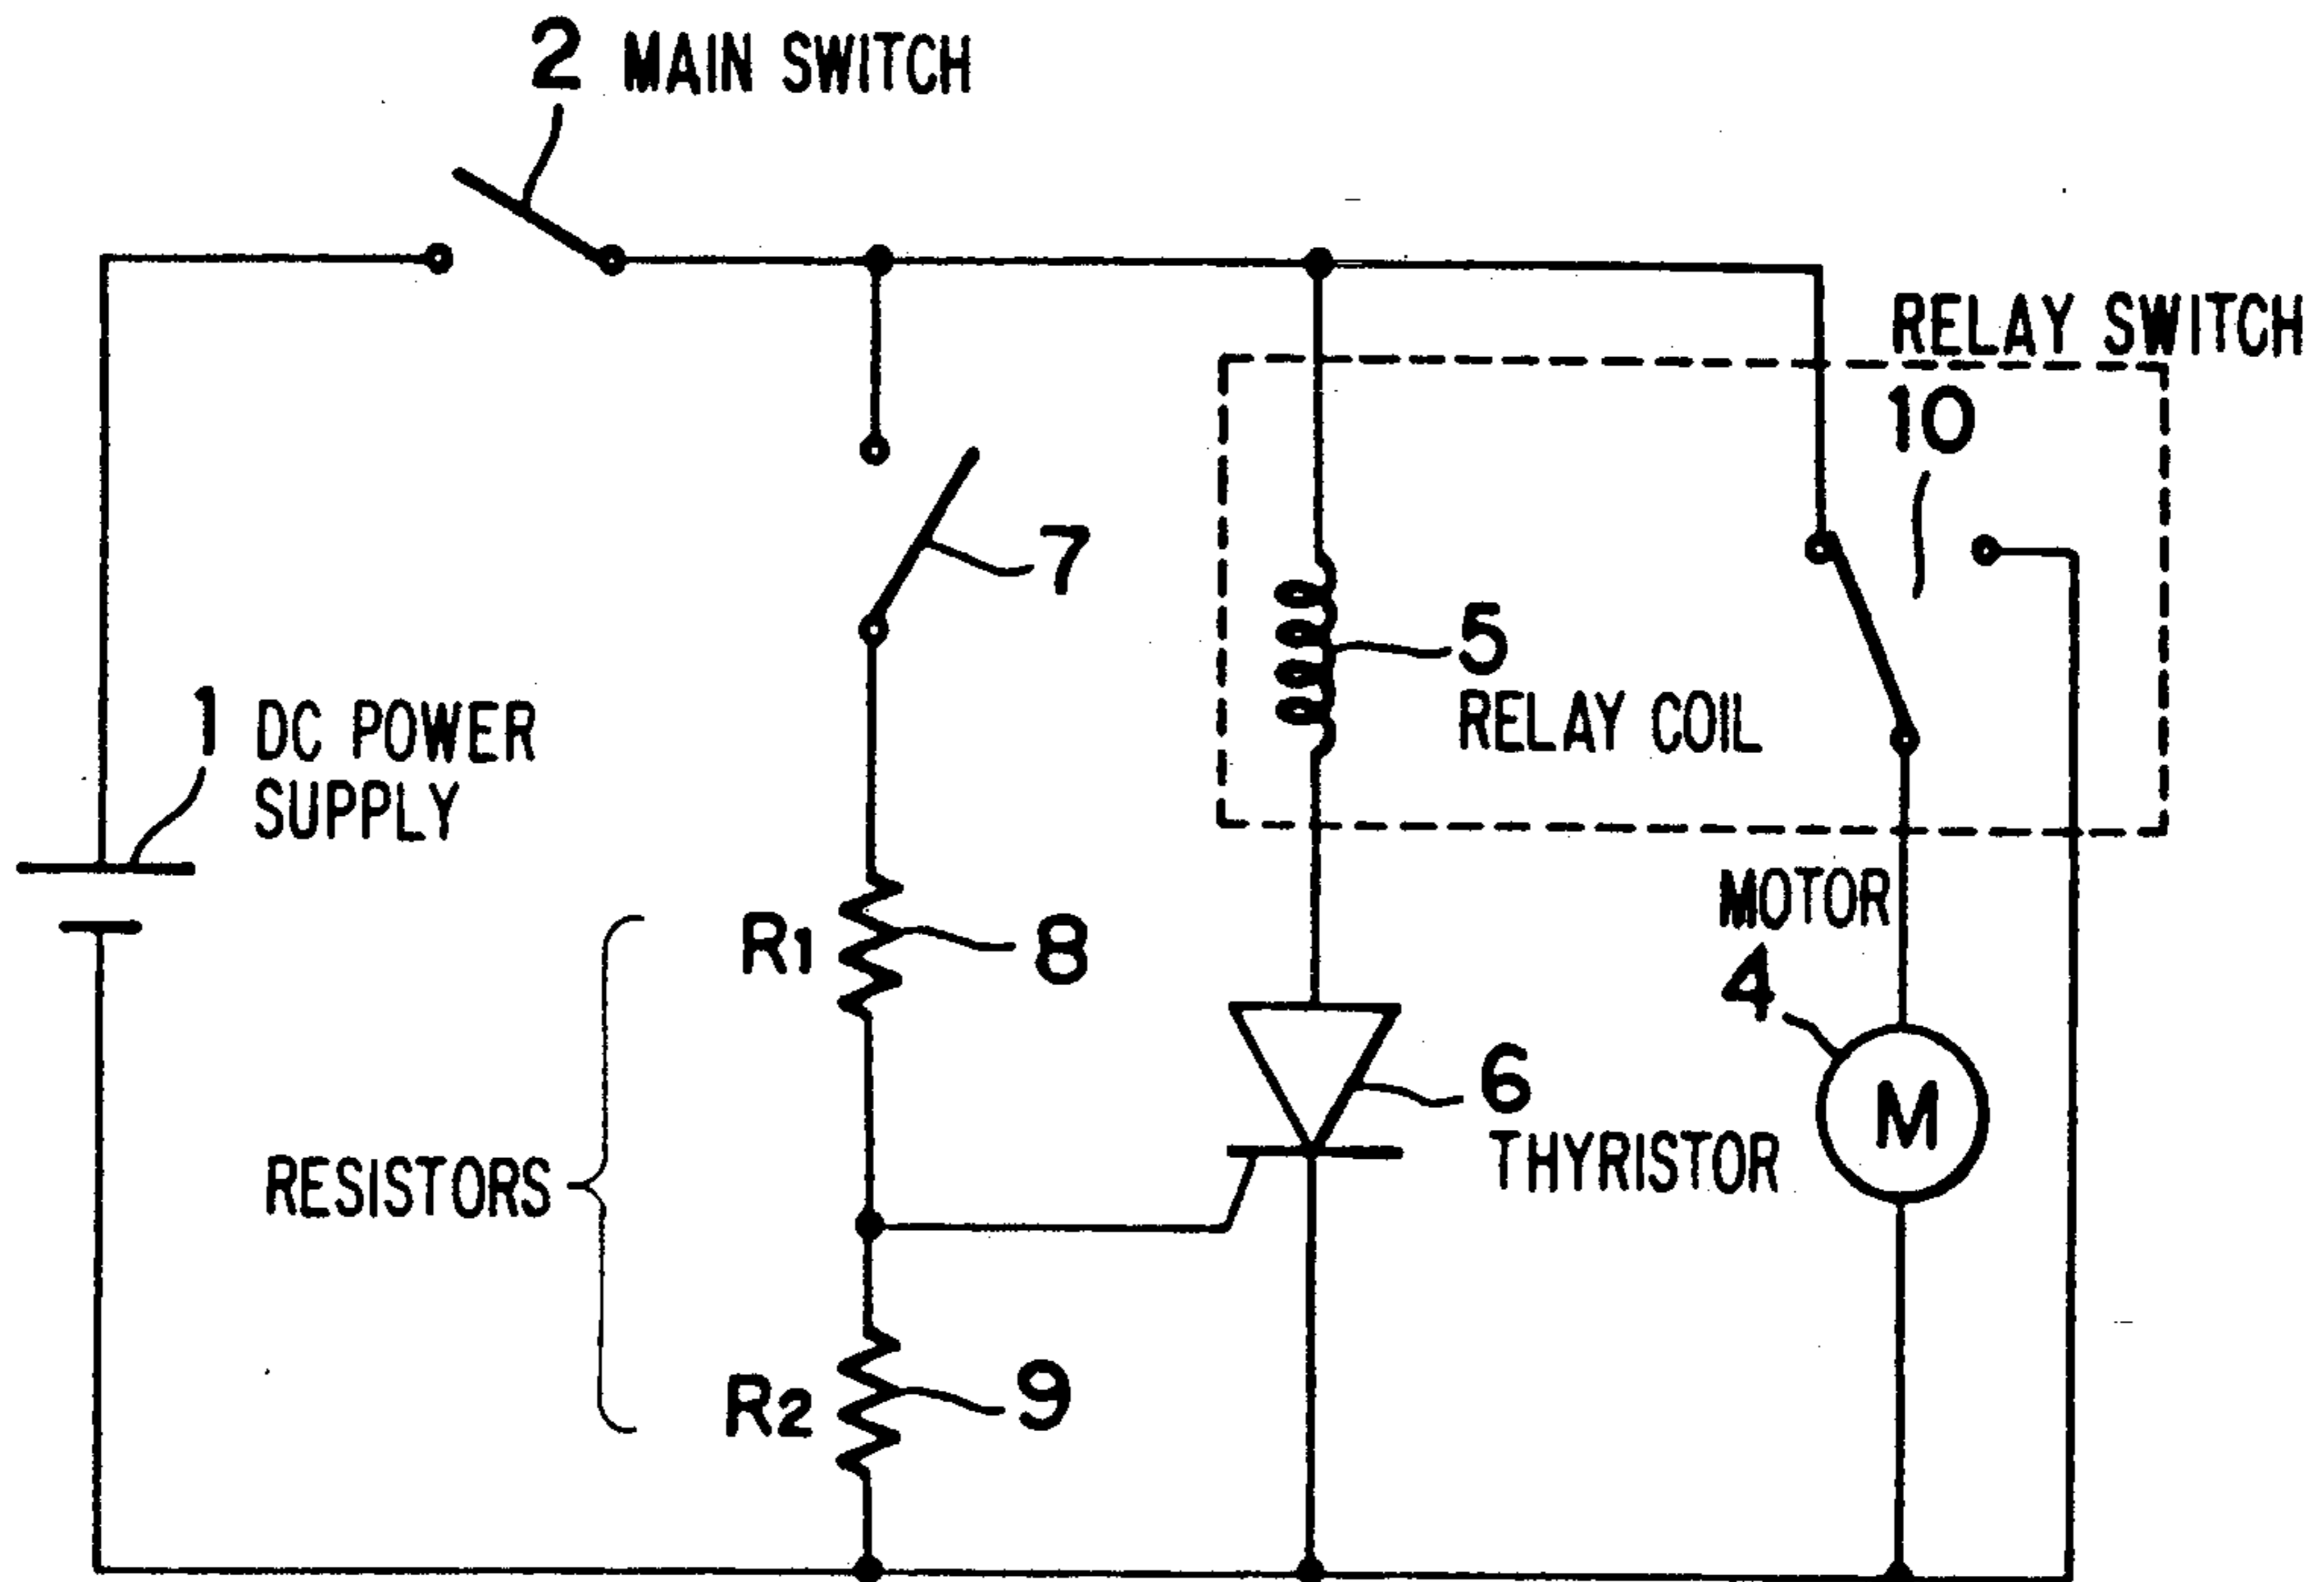 2 MAIN SWITCH
RELAY SWITCH
10
7
5
RELAY COIL
1 DC POWER
SUPPLY
MOTOR
4
R1
8
6
THYRISTOR
M
RESISTORS
R2
9